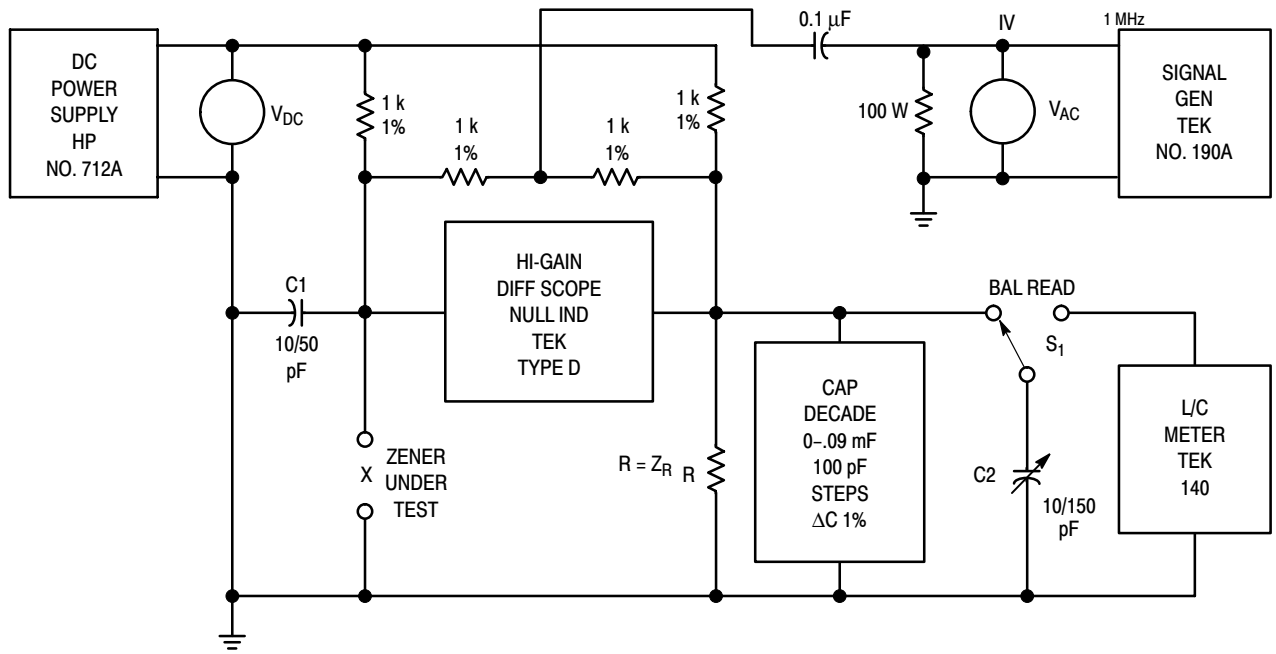 DC
POWER
SUPPLY
HP
NO. 712A
VDC
1 k
1%
1 k
1%
1 k
1%
1 k
1%
0.1 μF
100 W
IV
VAC
1 MHz
SIGNAL
GEN
TEK
NO. 190A
C1
10/50
pF
HI-GAIN
DIFF SCOPE
NULL IND
TEK
TYPE D
ZENER
X UNDER
TEST
R = ZR R
CAP
DECADE
0–.09 mF
100 pF
STEPS
ΔC 1%
BAL READ
S1
C2
10/150
pF
L/C
METER
TEK
140